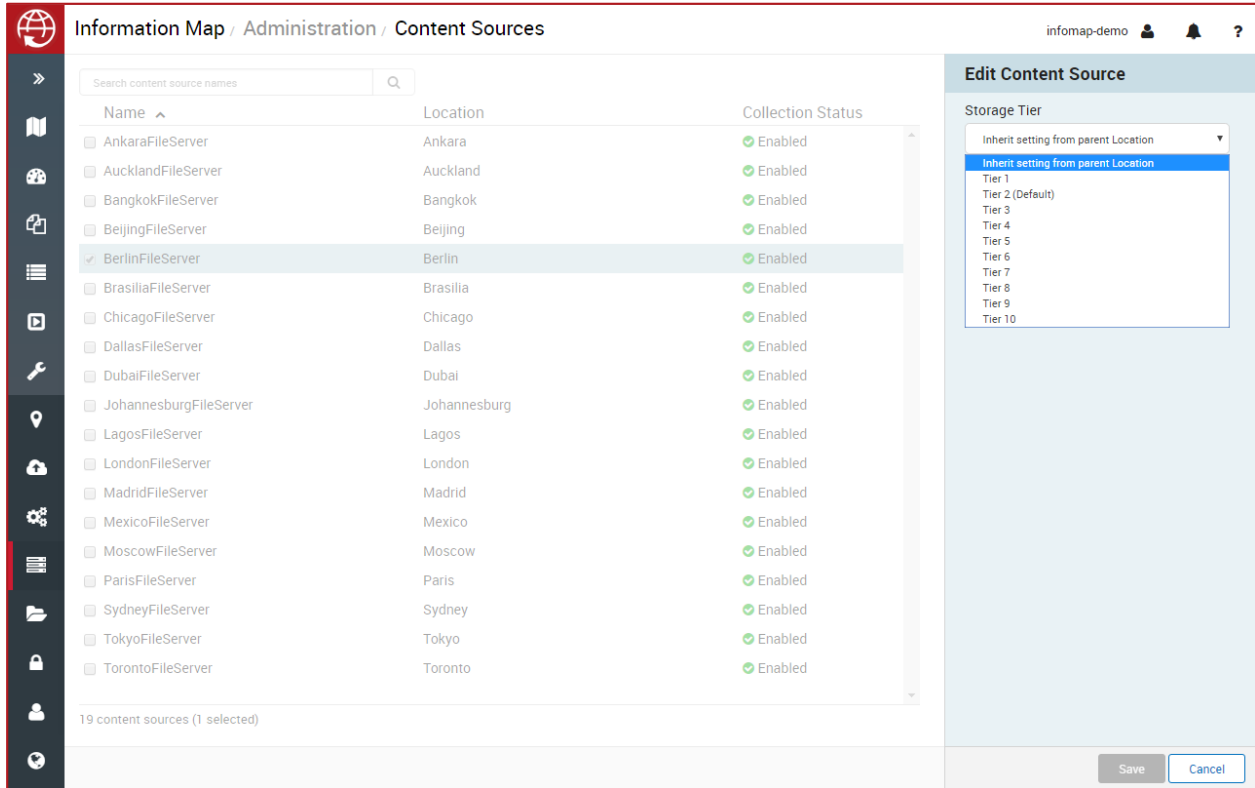 Information Map / Administration / Content Sources
infomap-demo
?
Search content source names
Name Location Collection Status
AnkaraFileServer Ankara Enabled
AucklandFileServer Auckland Enabled
BangkokFileServer Bangkok Enabled
BeijingFileServer Beijing Enabled
BerlinFileServer Berlin Enabled
BrasiliaFileServer Brasilia Enabled
ChicagoFileServer Chicago Enabled
DallasFileServer Dallas Enabled
DubaiFileServer Dubai Enabled
JohannesburgFileServer Johannesburg Enabled
LagosFileServer Lagos Enabled
LondonFileServer London Enabled
MadridFileServer Madrid Enabled
MexicoFileServer Mexico Enabled
MoscowFileServer Moscow Enabled
ParisFileServer Paris Enabled
SydneyFileServer Sydney Enabled
TokyoFileServer Tokyo Enabled
TorontoFileServer Toronto Enabled
19 content sources (1 selected)
Edit Content Source
Storage Tier
Inherit setting from parent Location
Inherit setting from parent Location
Tier 1
Tier 2 (Default)
Tier 3
Tier 4
Tier 5
Tier 6
Tier 7
Tier 8
Tier 9
Tier 10
Save Cancel